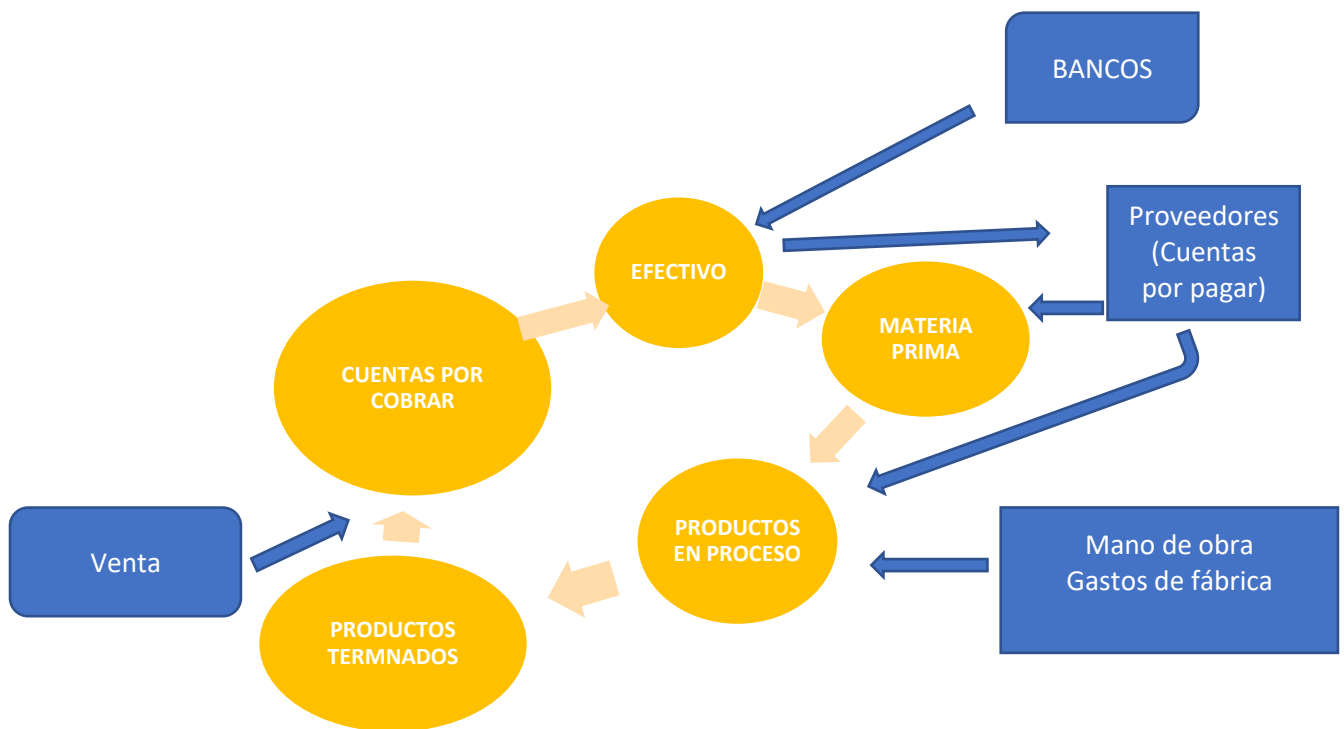 BANCOS
Proveedores
(Cuentas
por pagar)
EFECTIVO
MATERIA
PRIMA
CUENTAS POR
COBRAR
PRODUCTOS
EN PROCESO
Mano de obra
Gastos de fábrica
Venta
PRODUCTOS
TERMNADOS